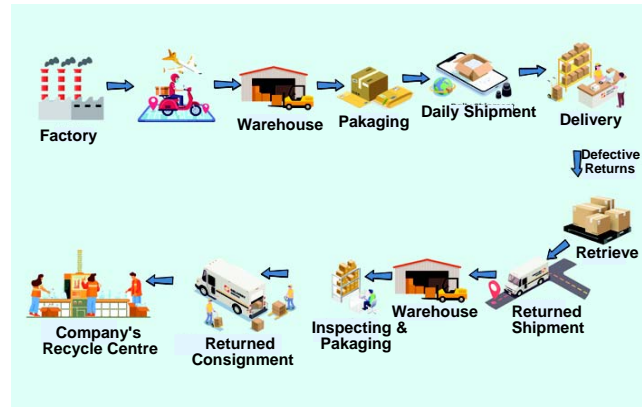 Factory
Warehouse
Pakaging
Daily Shipment
Delivery
Defective
Returns
Retrieve
Returned
Shipment
Warehouse
Inspecting &
Pakaging
Returned
Consignment
Company's
Recycle Centre